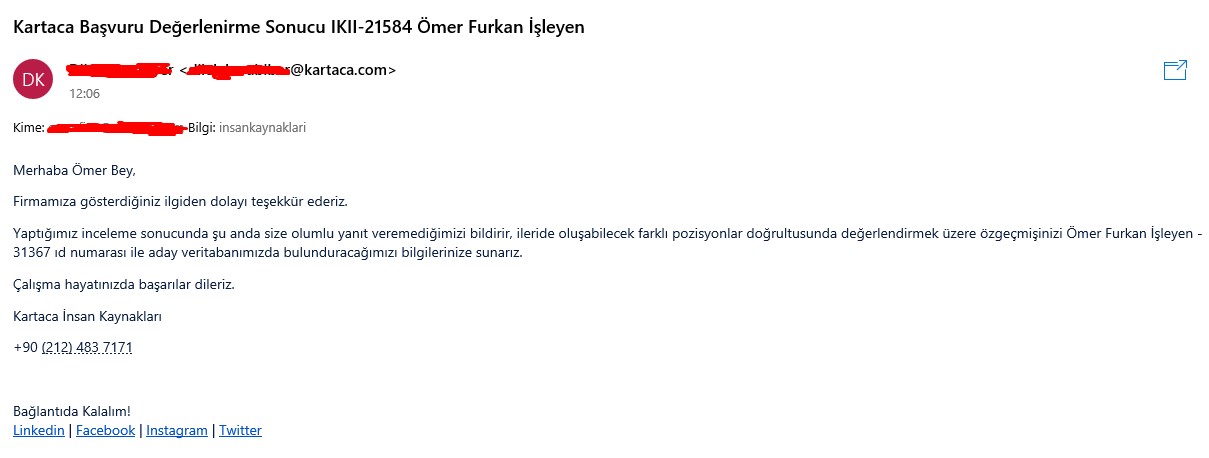 Kartaca Başvuru Değerlenirme Sonucu IKII-21584 Ömer Furkan İşleyen
DK
< @kartaca.com>
12:06
Kime: Bilgi: insankaynaklari
Merhaba Ömer Bey,
Firmamıza gösterdiğiniz ilgiden dolayı teşekkür ederiz.
Yaptığımız inceleme sonucunda şu anda size olumlu yanıt veremediğimizi bildirir, ileride oluşabilecek farklı pozisyonlar doğrultusunda değerlendirmek üzere özgeçmişinizi Ömer Furkan İşleyen -
31367 ıd numarası ile aday veritabanımızda bulunduracağımızı bilgilerinize sunarız.
Çalışma hayatınızda başarılar dileriz.
Kartaca İnsan Kaynakları
+90 (212) 483 7171
Bağlantıda Kalalım!
Linkedin | Facebook | Instagram | Twitter